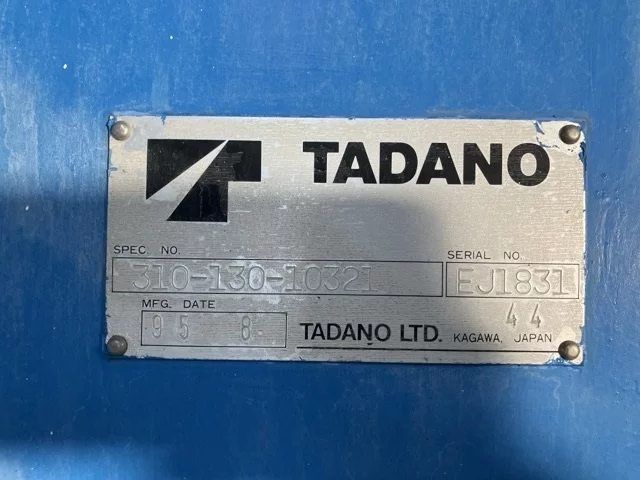 TADANO
SPEC. NO.
310-130-10321
SERIAL NO.
EJ1831
MFG. DATE
95 8
44
TADANO LTD. KAGAWA, JAPAN